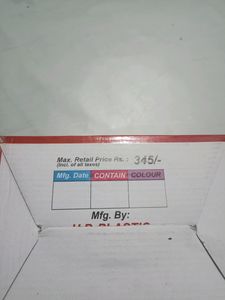 Max. Retail Price Rs. : 345/-
(Incl. of all taxes)
Mfg. Date CONTAIN COLOUR
Mfg. By: